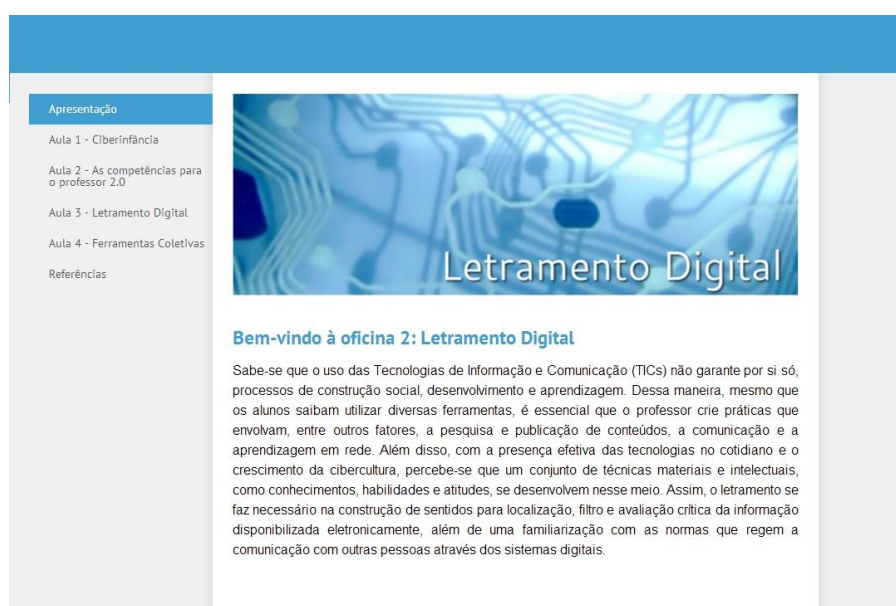 Apresentação
Aula 1 - Ciberinfância
Aula 2 - As competências para
o professor 2.0
Aula 3 - Letramento Digital
Aula 4 - Ferramentas Coletivas
Referências
Letramento Digital
Bem-vindo à oficina 2: Letramento Digital
Sabe-se que o uso das Tecnologias de Informação e Comunicação (TICs) não garante por si só,
processos de construção social, desenvolvimento e aprendizagem. Dessa maneira, mesmo que
os alunos saibam utilizar diversas ferramentas, é essencial que o professor crie práticas que
envolvam, entre outros fatores, a pesquisa e publicação de conteúdos, a comunicação e a
aprendizagem em rede. Além disso, com a presença efetiva das tecnologias no cotidiano e o
crescimento da cibercultura, percebe-se que um conjunto de técnicas materiais e intelectuais,
como conhecimentos, habilidades e atitudes, se desenvolvem nesse meio. Assim, o letramento se
faz necessário na construção de sentidos para localização, filtro e avaliação crítica da informação
disponibilizada eletronicamente, além de uma familiarização com as normas que regem a
comunicação com outras pessoas através dos sistemas digitais.